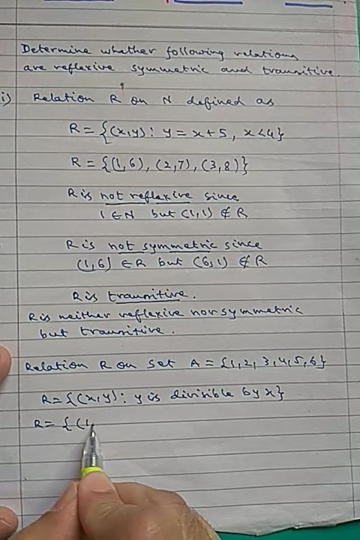 Determine whether following relations
are reflexive symmetric and transitive.
i) Relation R on N defined as
R = {(x,y) : y = x+5, x<4}
R = {(1,6), (2,7), (3,8)}
R is not reflexive since
1 ∈ N but (1,1) ∉ R
R is not symmetric since
(1,6) ∈ R but (6,1) ∉ R
R is transitive.
R is neither reflexive nor symmetric
but transitive.
Relation R on set A = {1,2,3,4,5,6}
R = {(x,y) : y is divisible by x}
R = {(1,